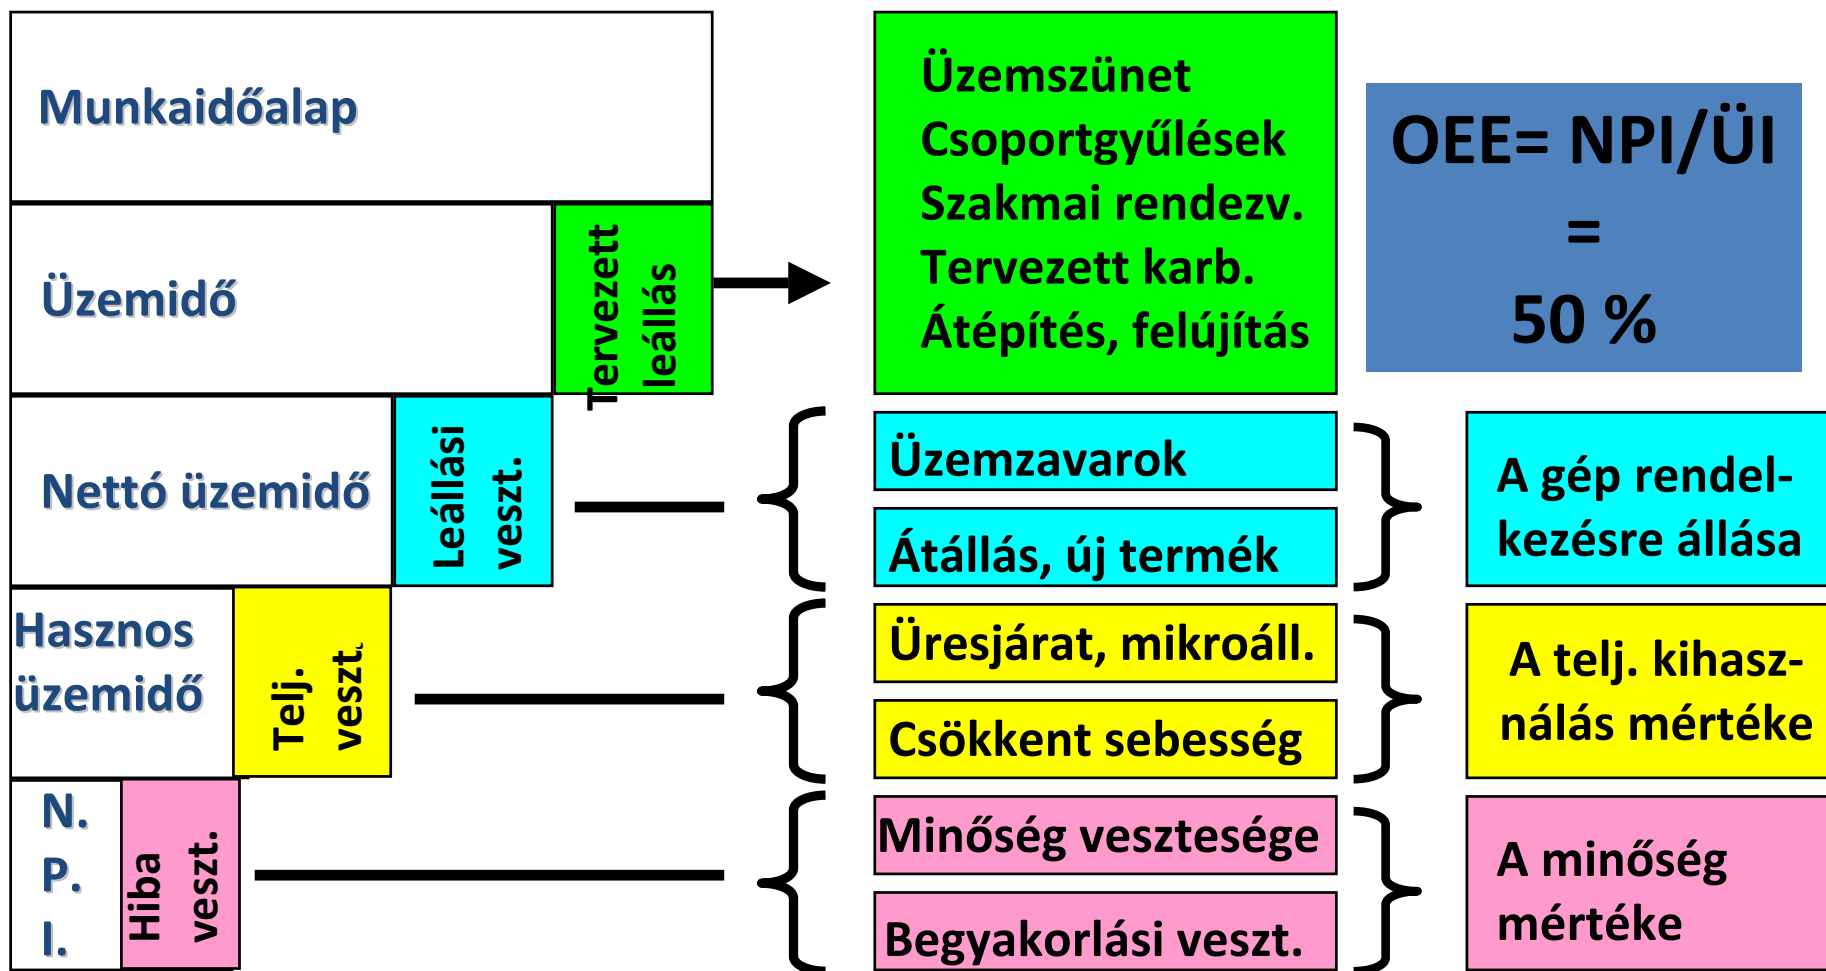 Munkaidőalap
Üzemidő
Tervezett
leállás
Üzemszünet
Csoportgyűlések
Szakmai rendezv.
Tervezett karb.
Átépítés, felújítás
OEE= NPI/ÜI
=
50 %
Nettó üzemidő
Leállási
veszt.
Üzemzavarok
Átállás, új termék
A gép rendel-
kezésre állása
Hasznos
üzemidő
Telj.
veszt.
Üresjárat, mikroáll.
Csökkent sebesség
A telj. kihasz-
nálás mértéke
N.
P.
I.
Hiba
veszt.
Minőség vesztesége
Begyakorlási veszt.
A minőség
mértéke